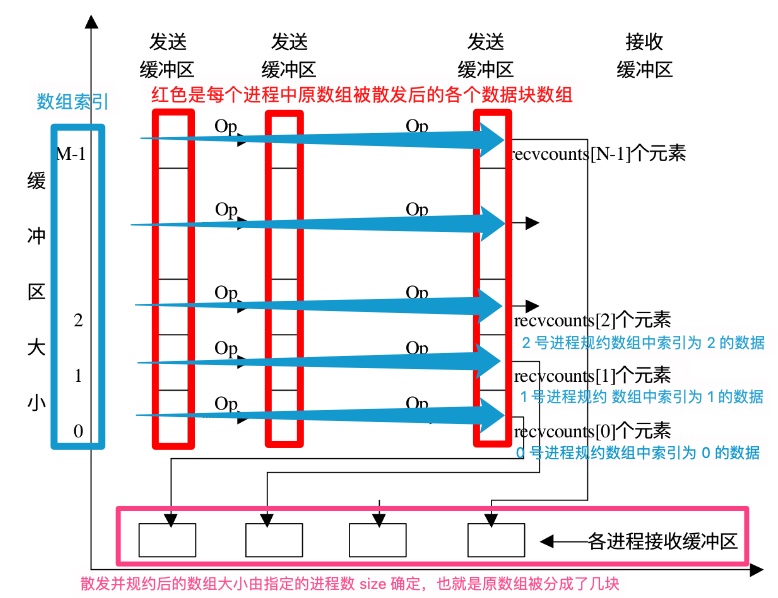 发送
缓冲区
发送
缓冲区
发送
缓冲区
接收
缓冲区
数组索引
红色是每个进程中原数组被散发后的各个数据块数组
缓
冲
区
大
小
M-1
2
1
0
Op
Op
recvcounts[N-1]个元素
Op
Op
Op
Op
recvcounts[2]个元素
2 号进程规约数组中索引为 2 的数据
Op
Op
recvcounts[1]个元素
1 号进程规约 数组中索引为 1 的数据
Op
Op
recvcounts[0]个元素
0 号进程规约数组中索引为 0 的数据
各进程接收缓冲区
散发并规约后的数组大小由指定的进程数 size 确定，也就是原数组被分成了几块